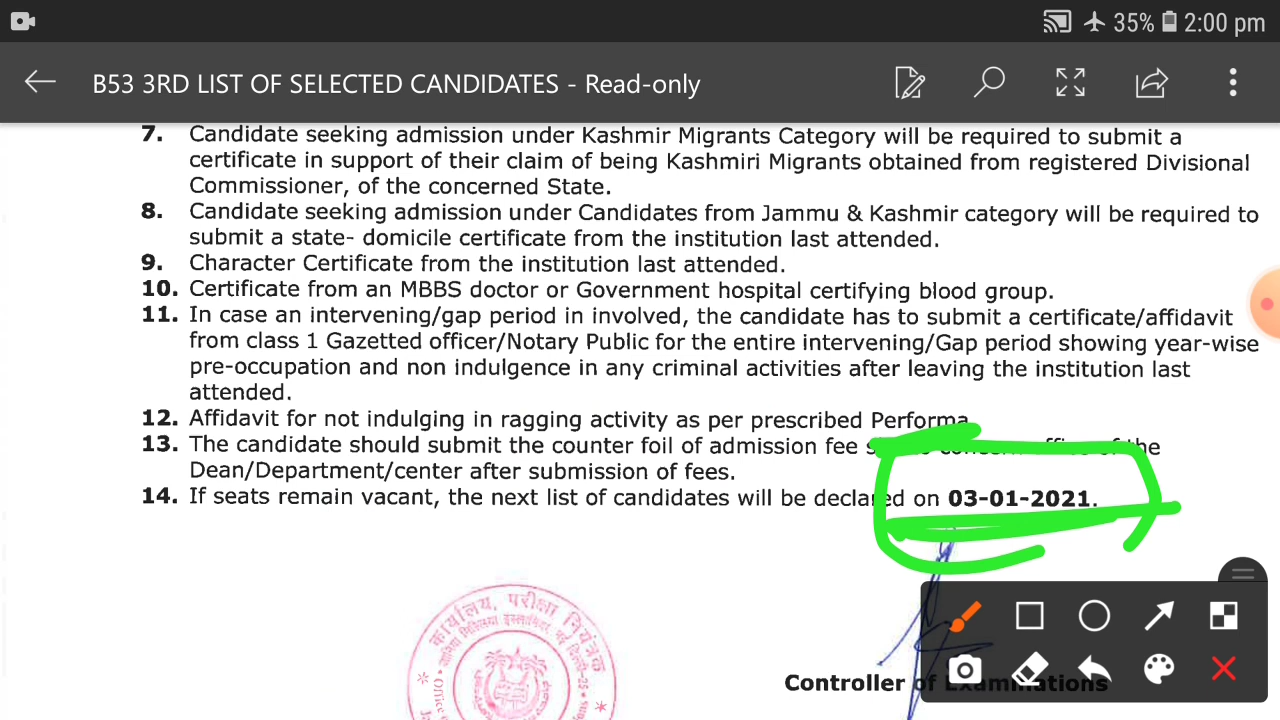 35% 2:00 pm
B53 3RD LIST OF SELECTED CANDIDATES - Read-only
7. Candidate seeking admission under Kashmir Migrants Category will be required to submit a
certificate in support of their claim of being Kashmiri Migrants obtained from registered Divisional
Commissioner, of the concerned State.
8. Candidate seeking admission under Candidates from Jammu & Kashmir category will be required to
submit a state- domicile certificate from the institution last attended.
9. Character Certificate from the institution last attended.
10. Certificate from an MBBS doctor or Government hospital certifying blood group.
11. In case an intervening/gap period in involved, the candidate has to submit a certificate/affidavit
from class 1 Gazetted officer/Notary Public for the entire intervening/Gap period showing year-wise
pre-occupation and non indulgence in any criminal activities after leaving the institution last
attended.
12. Affidavit for not indulging in ragging activity as per prescribed Performa
13. The candidate should submit the counter foil of admission fee of the
Dean/Department/center after submission of fees.
14. If seats remain vacant, the next list of candidates will be declared on 03-01-2021.
कार्यालय, परीक्षा नियंत्रक
Controller of Examinations